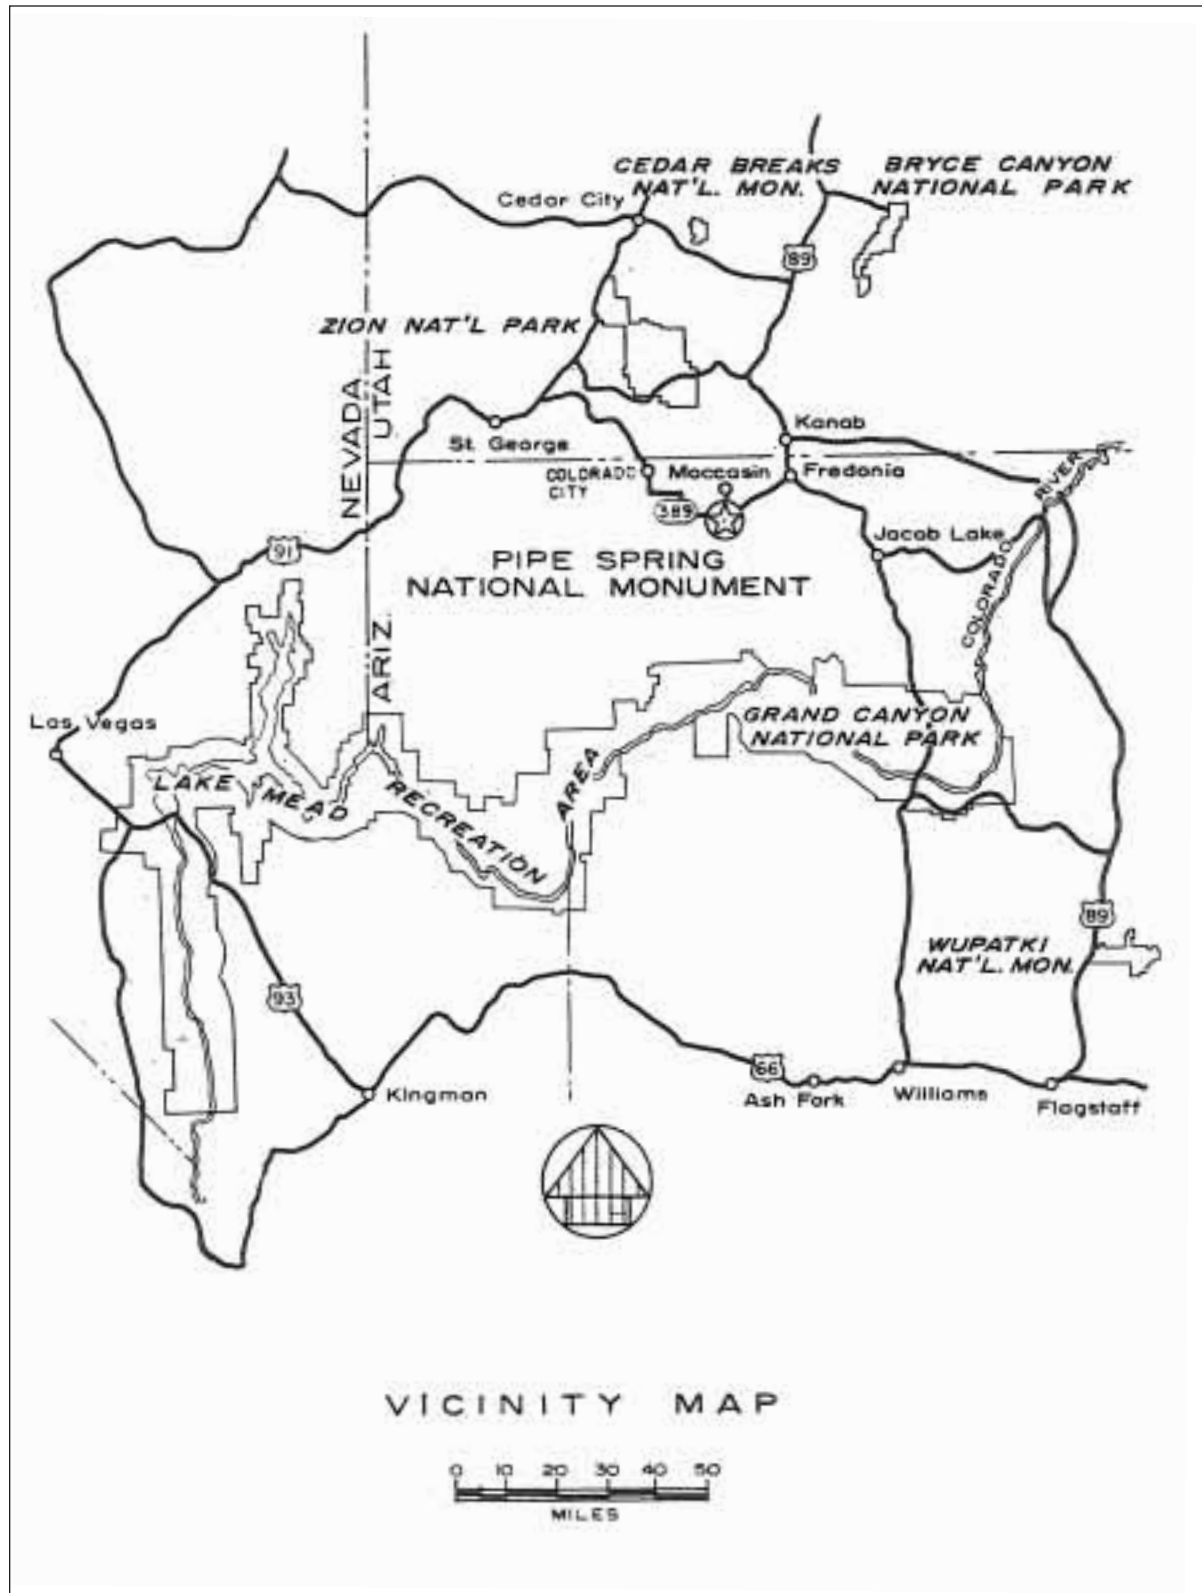 CEDAR BREAKS
NAT'L. MON.
BRYCE CANYON
NATIONAL PARK
Cedar City
89
ZION NAT'L PARK
NEVADA
UTAH
St. George
Kanab
COLORADO
CITY
Moccasin
Fredonia
389
RIVER
COLORADO
Jacob Lake
91
PIPE SPRING
NATIONAL MONUMENT
ARIZ.
Las Vegas
GRAND CANYON
NATIONAL PARK
LAKE MEAD RECREATION AREA
89
WUPATKI
NAT'L. MON.
93
66
Kingman
Ash Fork
Williams
Flagstaff
VICINITY MAP
0 10 20 30 40 50
MILES